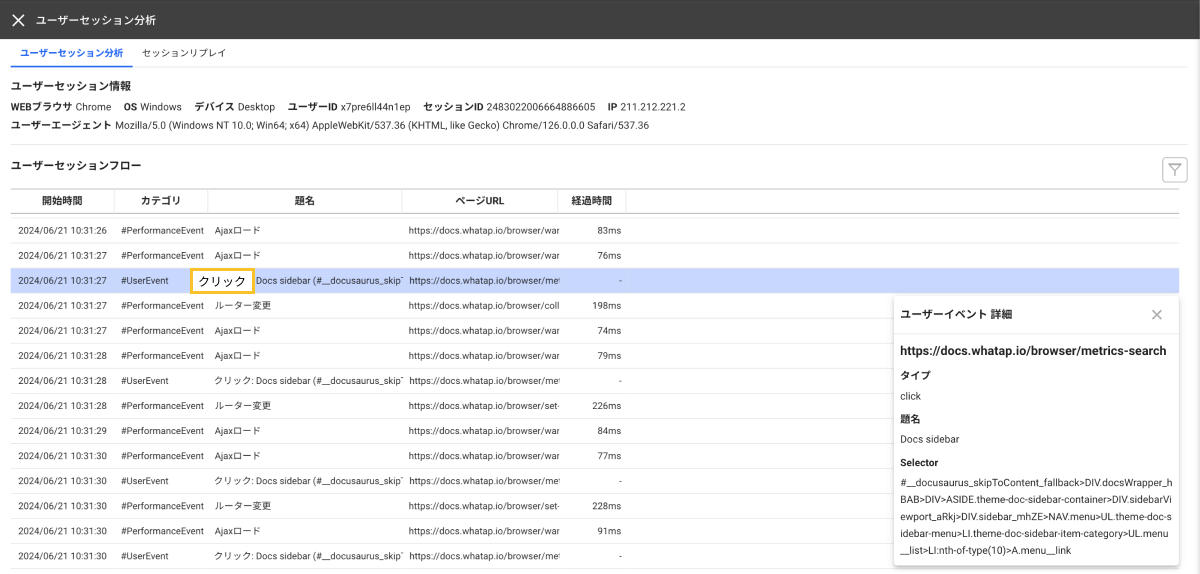 ユーザーセッション分析
ユーザーセッション分析 セッションリプレイ
ユーザーセッション情報
WEBブラウサ Chrome OS Windows デバイス Desktop ユーザーID x7pre6ll44n1ep セッションID 2483022006664886605 IP 211.212.221.2
ユーザーエージェント Mozilla/5.0 (Windows NT 10.0; Win64; x64) AppleWebKit/537.36 (KHTML, like Gecko) Chrome/126.0.0.0 Safari/537.36
ユーザーセッションフロー
開始時間 カテゴリ 題名 ページURL 経過時間
2024/06/21 10:31:26 #PerformanceEvent Ajaxロード https://docs.whatap.io/browser/war 83ms
2024/06/21 10:31:27 #PerformanceEvent Ajaxロード https://docs.whatap.io/browser/war 76ms
2024/06/21 10:31:27 #UserEvent クリック Docs sidebar (#__docusaurus_skipT https://docs.whatap.io/browser/met -
2024/06/21 10:31:27 #PerformanceEvent ルーター変更 https://docs.whatap.io/browser/coll 198ms
2024/06/21 10:31:27 #PerformanceEvent Ajaxロード https://docs.whatap.io/browser/war 74ms
2024/06/21 10:31:28 #PerformanceEvent Ajaxロード https://docs.whatap.io/browser/war 79ms
2024/06/21 10:31:28 #UserEvent クリック: Docs sidebar (#__docusaurus_skipT https://docs.whatap.io/browser/met -
2024/06/21 10:31:28 #PerformanceEvent ルーター変更 https://docs.whatap.io/browser/set- 226ms
2024/06/21 10:31:29 #PerformanceEvent Ajaxロード https://docs.whatap.io/browser/war 84ms
2024/06/21 10:31:30 #PerformanceEvent Ajaxロード https://docs.whatap.io/browser/war 77ms
2024/06/21 10:31:30 #UserEvent クリック: Docs sidebar (#__docusaurus_skipT https://docs.whatap.io/browser/met -
2024/06/21 10:31:30 #PerformanceEvent ルーター変更 https://docs.whatap.io/browser/set- 228ms
2024/06/21 10:31:30 #PerformanceEvent Ajaxロード https://docs.whatap.io/browser/war 91ms
2024/06/21 10:31:30 #UserEvent クリック: Docs sidebar (#__docusaurus_skipT https://docs.whatap.io/browser/met -
ユーザーイベント 詳細
https://docs.whatap.io/browser/metrics-search
タイプ
click
題名
Docs sidebar
Selector
#__docusaurus_skipToContent_fallback>DIV.docsWrapper_h
BAB>DIV>ASIDE.theme-doc-sidebar-container>DIV.sidebarVi
ewport_aRkj>DIV.sidebar_mhZE>NAV.menu>UL.theme-doc-s
idebar-menu>LI.theme-doc-sidebar-item-category>UL.menu
__list>LI:nth-of-type(10)>A.menu__link